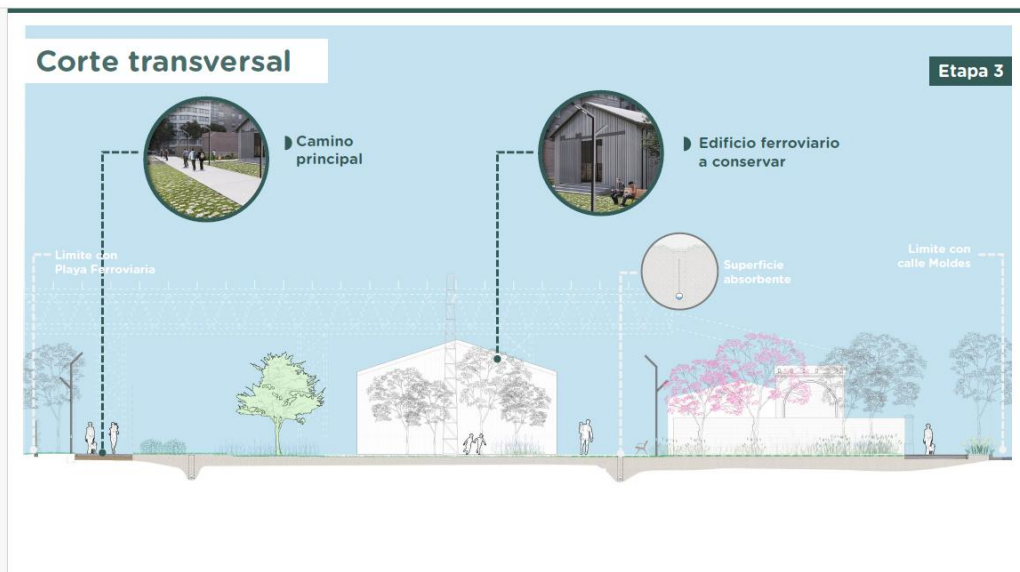 Corte transversal
Etapa 3
Camino
principal
Edificio ferroviario
a conservar
Límite con
Playa Ferroviaria
Superficie
absorbente
Límite con
calle Moldes